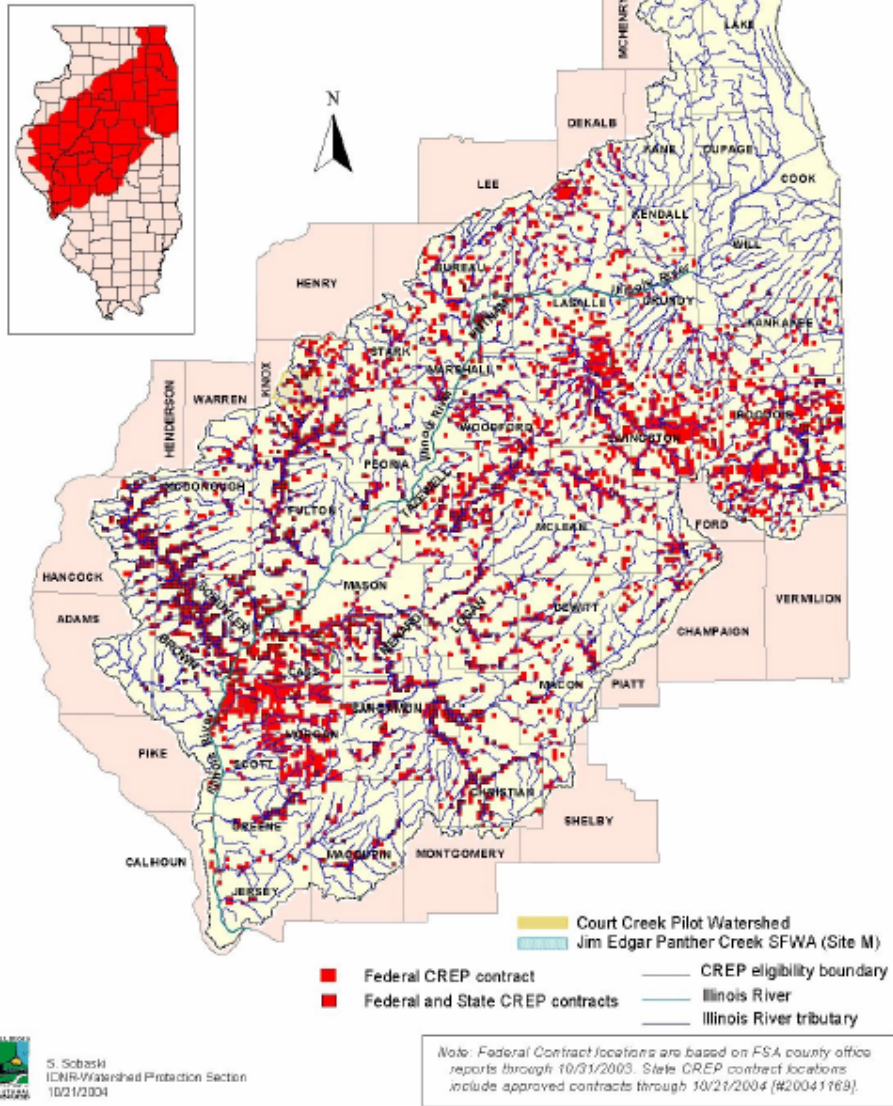 LAKE
MCHENRY
N
DEKALB
KANE
DUPAGE
COOK
LEE
KENDALL
WILL
BUREAU
Illinois River
HENRY
LASALLE
GRUNDY
PUTNAM
KANKAKEE
STARK
MARSHALL
KNOX
WARREN
HENDERSON
Illinois River
WOODFORD
IROQUOIS
LIVINGSTON
PEORIA
MCDONOUGH
TAZEWELL
FULTON
MCLEAN
FORD
HANCOCK
MASON
VERMILION
SCHUYLER
LOGAN
DEWITT
ADAMS
MENARD
CHAMPAIGN
BROWN
CASS
MACON
PIATT
SANGAMON
MORGAN
PIKE
Illinois River
SCOTT
CHRISTIAN
SHELBY
GREENE
MACOUPIN
MONTGOMERY
CALHOUN
JERSEY
Court Creek Pilot Watershed
Jim Edgar Panther Creek SFWA (Site M)
Federal CREP contract
CREP eligibility boundary
Federal and State CREP contracts
Illinois River
Illinois River tributary
S. Sobaski
IDNR-Watershed Protection Section
10/21/2004
Note: Federal Contract locations are based on FSA county office
reports through 10/31/2003. State CREP contract locations
include approved contracts through 10/21/2004 [#20041169].